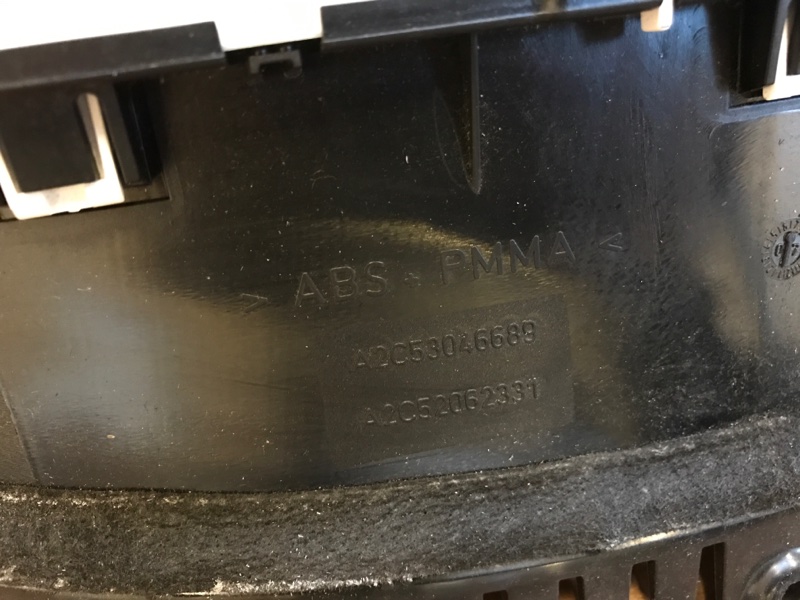 > ABS + PMMA <
A2C53046689
A2C52062331